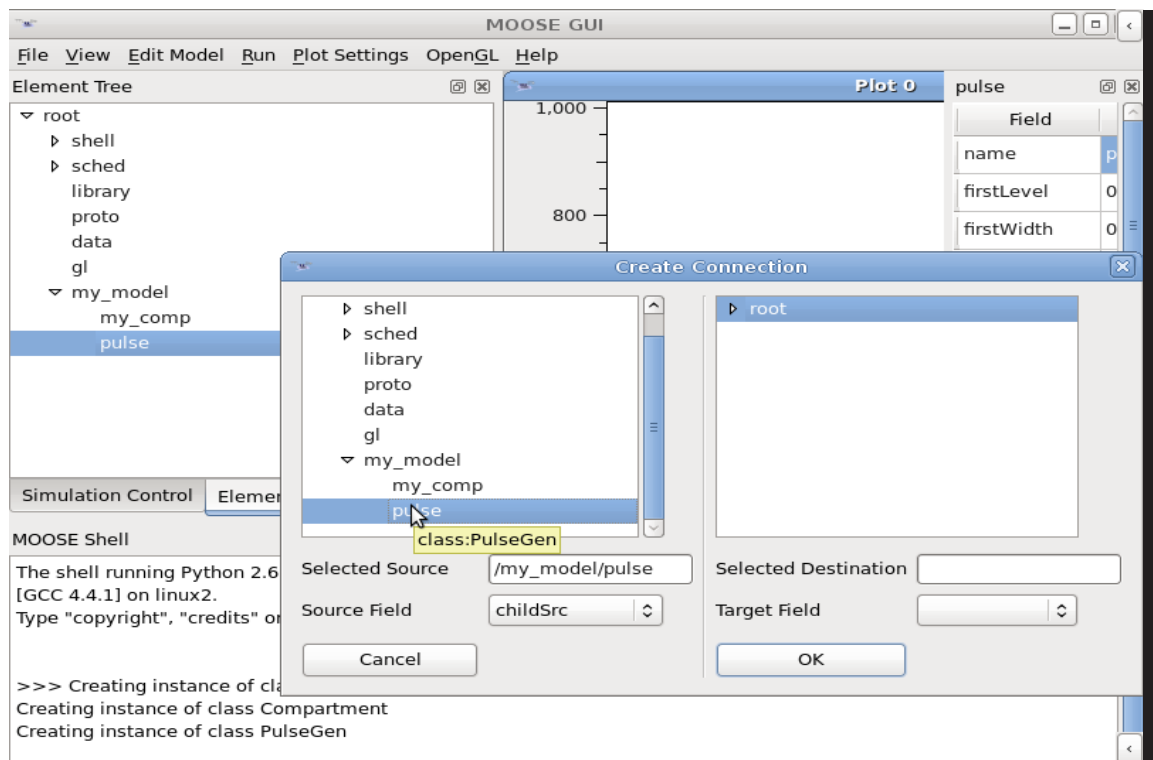 MOOSE GUI
File View Edit Model Run Plot Settings OpenGL Help
Element Tree
root
shell
sched
library
proto
data
gl
my_model
my_comp
pulse
Plot 0
1,000
800
pulse
Field
name p
firstLevel 0
firstWidth 0
Create Connection
shell
sched
library
proto
data
gl
my_model
my_comp
pulse
class:PulseGen
root
Selected Source /my_model/pulse
Source Field childSrc
Selected Destination
Target Field
Cancel
OK
Simulation Control Elemen
MOOSE Shell
The shell running Python 2.6
[GCC 4.4.1] on linux2.
Type "copyright", "credits" or
>>> Creating instance of cla
Creating instance of class Compartment
Creating instance of class PulseGen